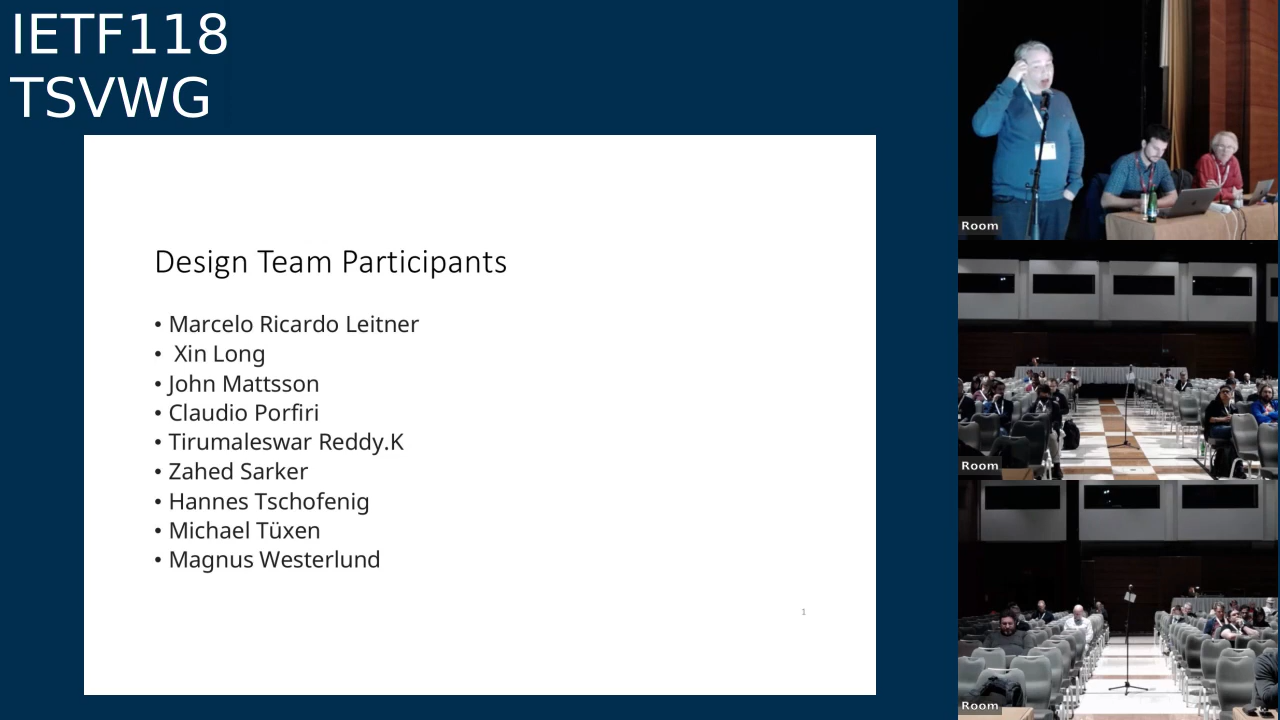 IETF118
TSVWG
Design Team Participants
• Marcelo Ricardo Leitner
• Xin Long
• John Mattsson
• Claudio Porfiri
• Tirumaleswar Reddy.K
• Zahed Sarker
• Hannes Tschofenig
• Michael Tüxen
• Magnus Westerlund
1
Room
Room
Room